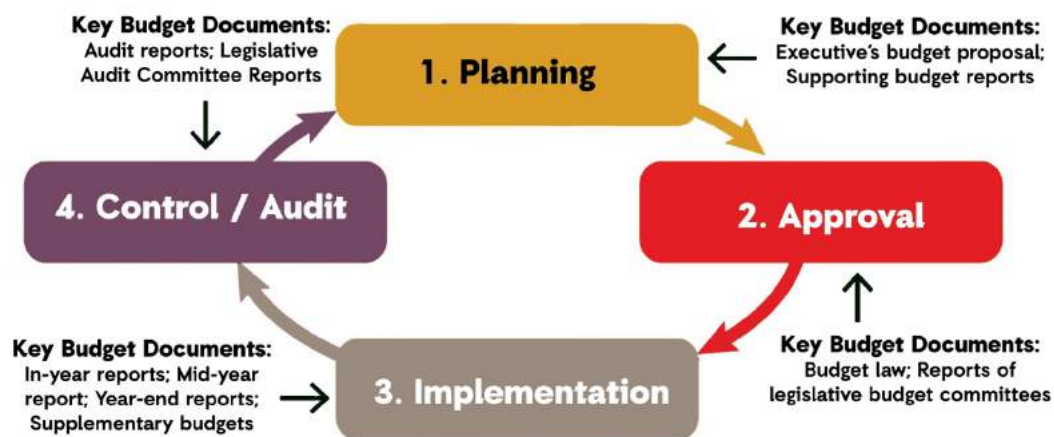 Key Budget Documents:
Audit reports; Legislative
Audit Committee Reports
1. Planning
Key Budget Documents:
Executive's budget proposal;
Supporting budget reports
4. Control / Audit
2. Approval
Key Budget Documents:
In-year reports; Mid-year
report; Year-end reports;
Supplementary budgets
3. Implementation
Key Budget Documents:
Budget law; Reports of
legislative budget committees